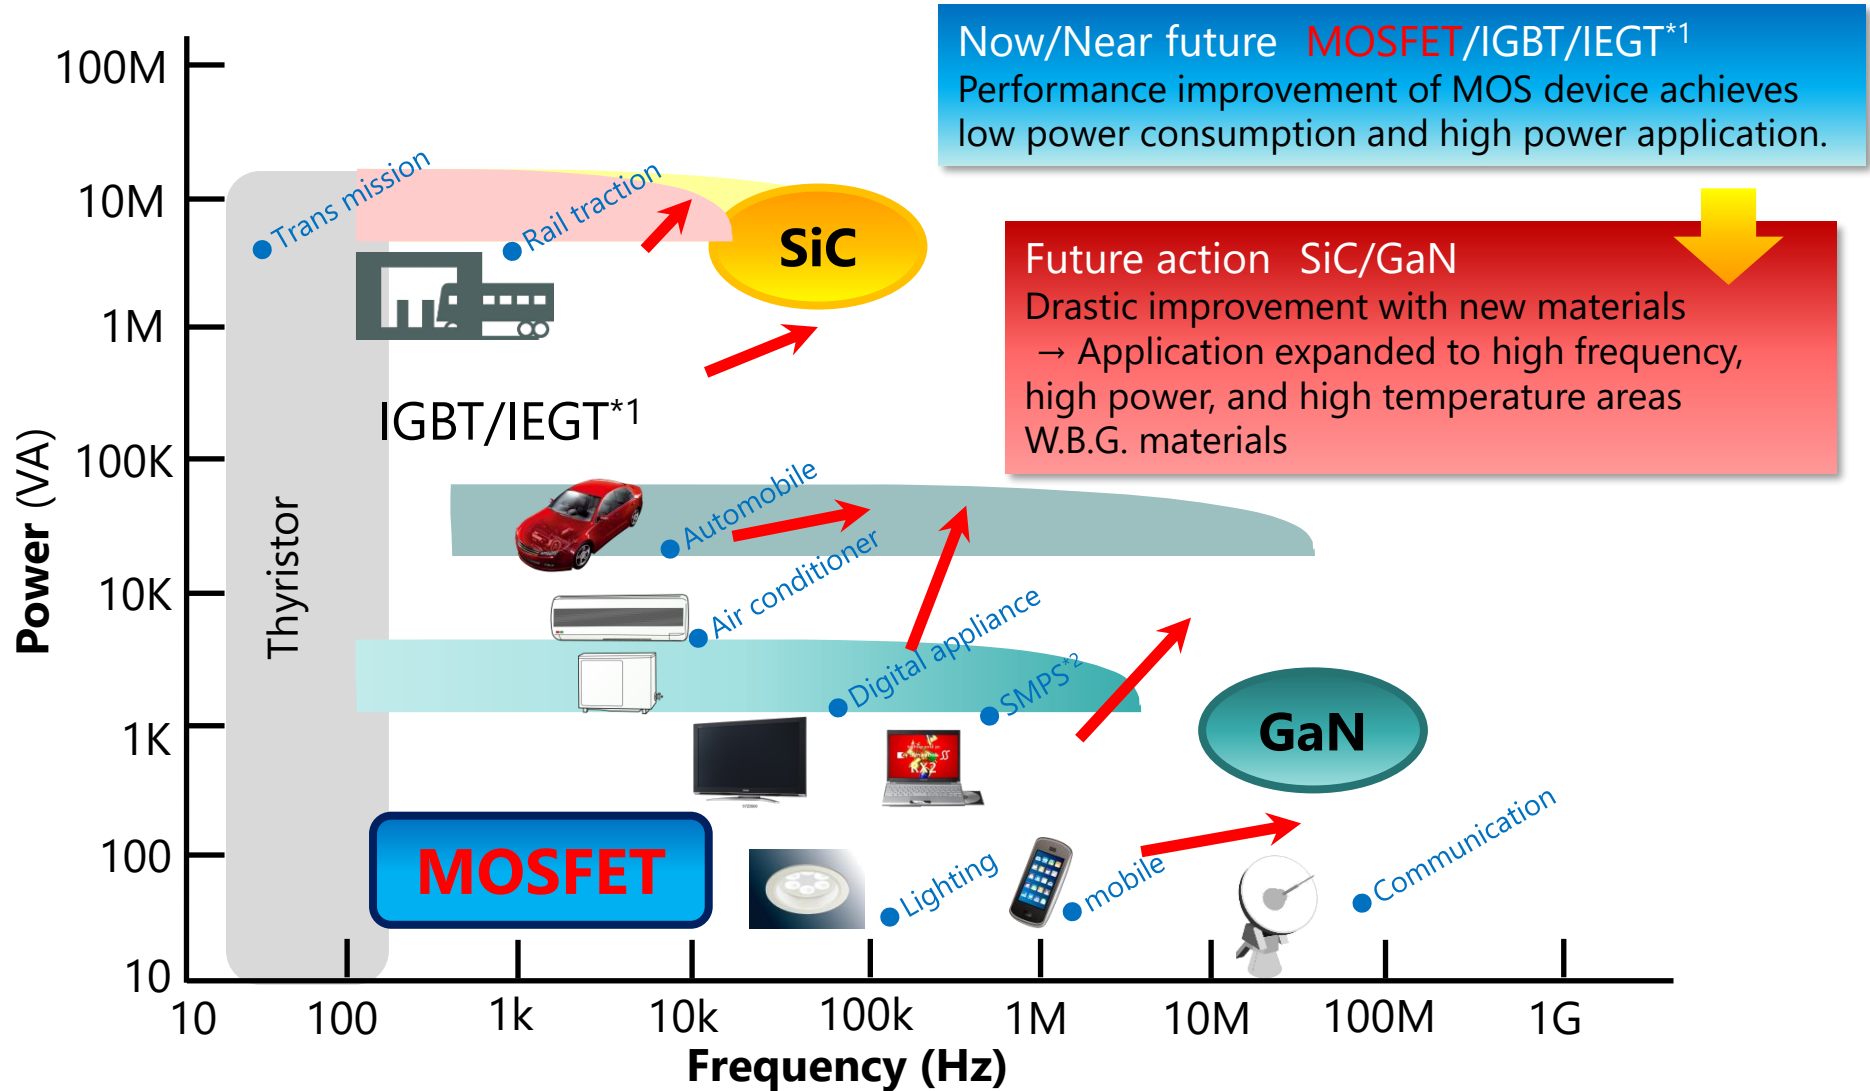 Now/Near future MOSFET/IGBT/IEGT*1
Performance improvement of MOS device achieves
low power consumption and high power application.
Future action SiC/GaN
Drastic improvement with new materials
→ Application expanded to high frequency,
high power, and high temperature areas
W.B.G. materials
Power (VA)
100M
10M
1M
100K
10K
1K
100
10
Thyristor
Trans mission
Rail traction
SiC
IGBT/IEGT*1
Automobile
Air conditioner
Digital appliance
SMPS*2
GaN
MOSFET
Lighting
mobile
Communication
RX2
10
100
1k
10k
100k
1M
10M
100M
1G
Frequency (Hz)